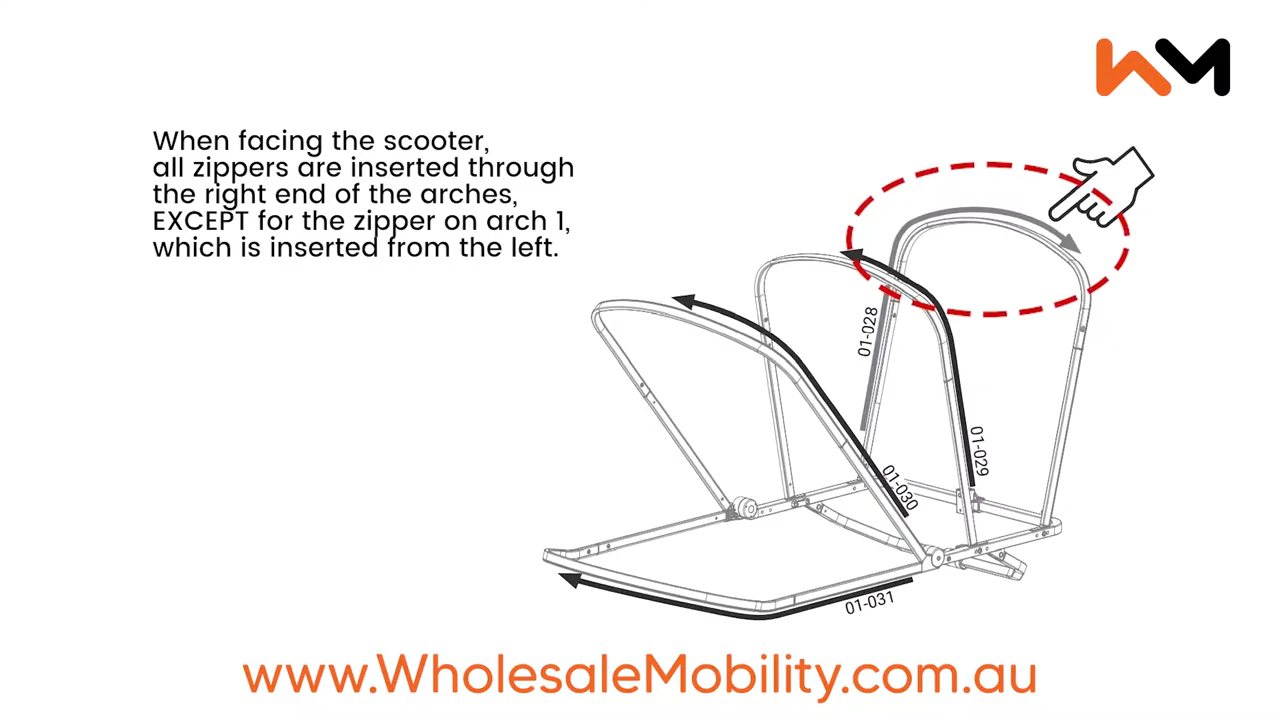 WM
When facing the scooter,
all zippers are inserted through
the right end of the arches,
EXCEPT for the zipper on arch 1,
which is inserted from the left.
01-028
01-029
01-030
01-031
www.WholesaleMobility.com.au